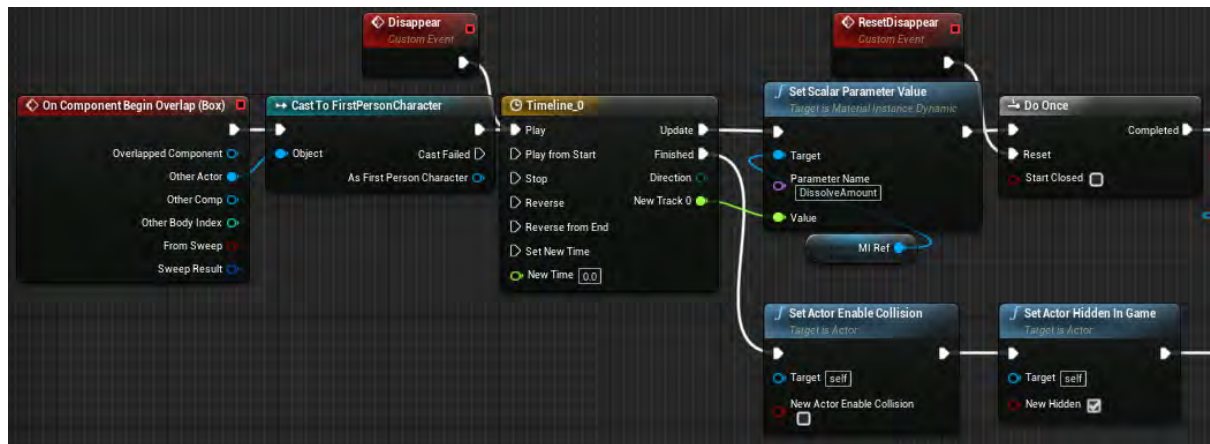 Disappear
Custom Event
ResetDisappear
Custom Event
On Component Begin Overlap (Box)
Overlapped Component
Other Actor
Other Comp
Other Body Index
From Sweep
Sweep Result
Cast To FirstPersonCharacter
Object
Cast Failed
As First Person Character
Timeline_0
Play
Update
Play from Start
Finished
Stop
Direction
Reverse
New Track 0
Reverse from End
Set New Time
New Time 0.0
Set Scalar Parameter Value
Target is Material Instance Dynamic
Target
Parameter Name
DissolveAmount
Value
MI Ref
Do Once
Completed
Reset
Start Closed
Set Actor Enable Collision
Target is Actor
Target self
New Actor Enable Collision
Set Actor Hidden In Game
Target is Actor
Target self
New Hidden